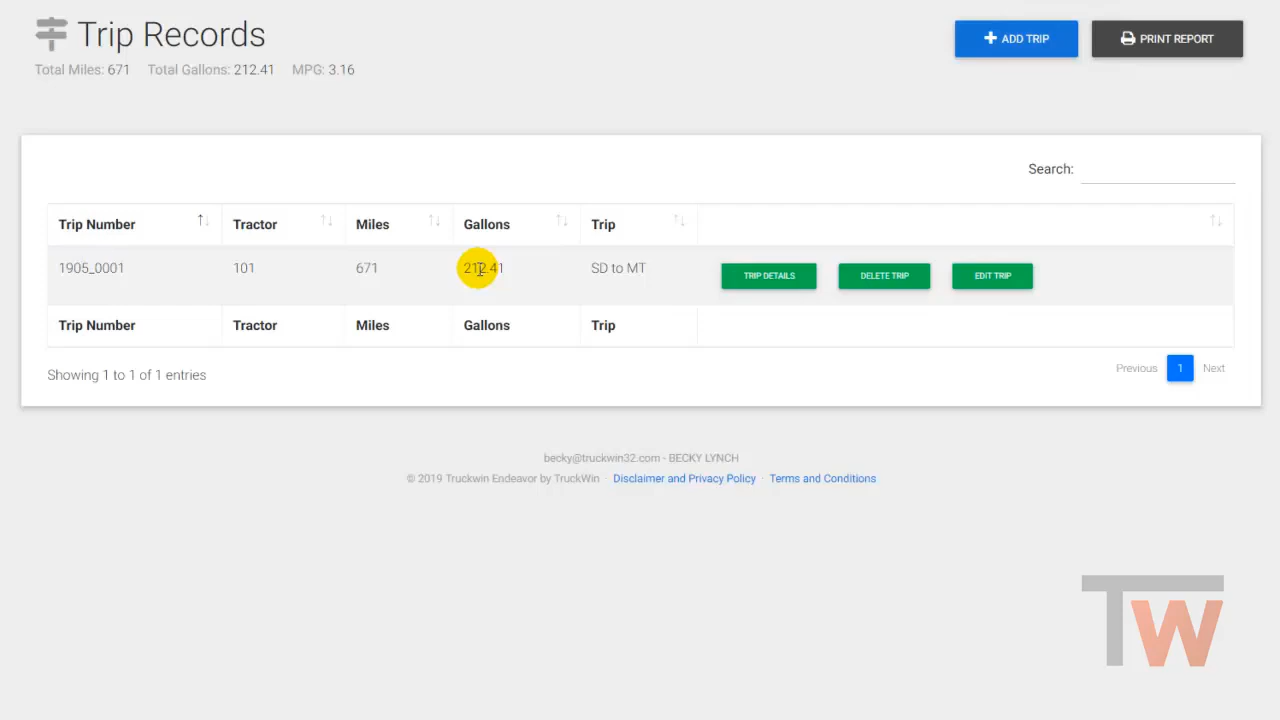 Trip Records
ADD TRIP
PRINT REPORT
Total Miles: 671 Total Gallons: 212.41 MPG: 3.16
Search:
Trip Number Tractor Miles Gallons Trip
1905_0001 101 671 212.41 SD to MT TRIP DETAILS DELETE TRIP EDIT TRIP
Trip Number Tractor Miles Gallons Trip
Showing 1 to 1 of 1 entries
Previous 1 Next
becky@truckwin32.com - BECKY LYNCH
© 2019 Truckwin Endeavor by TruckWin · Disclaimer and Privacy Policy · Terms and Conditions
TW